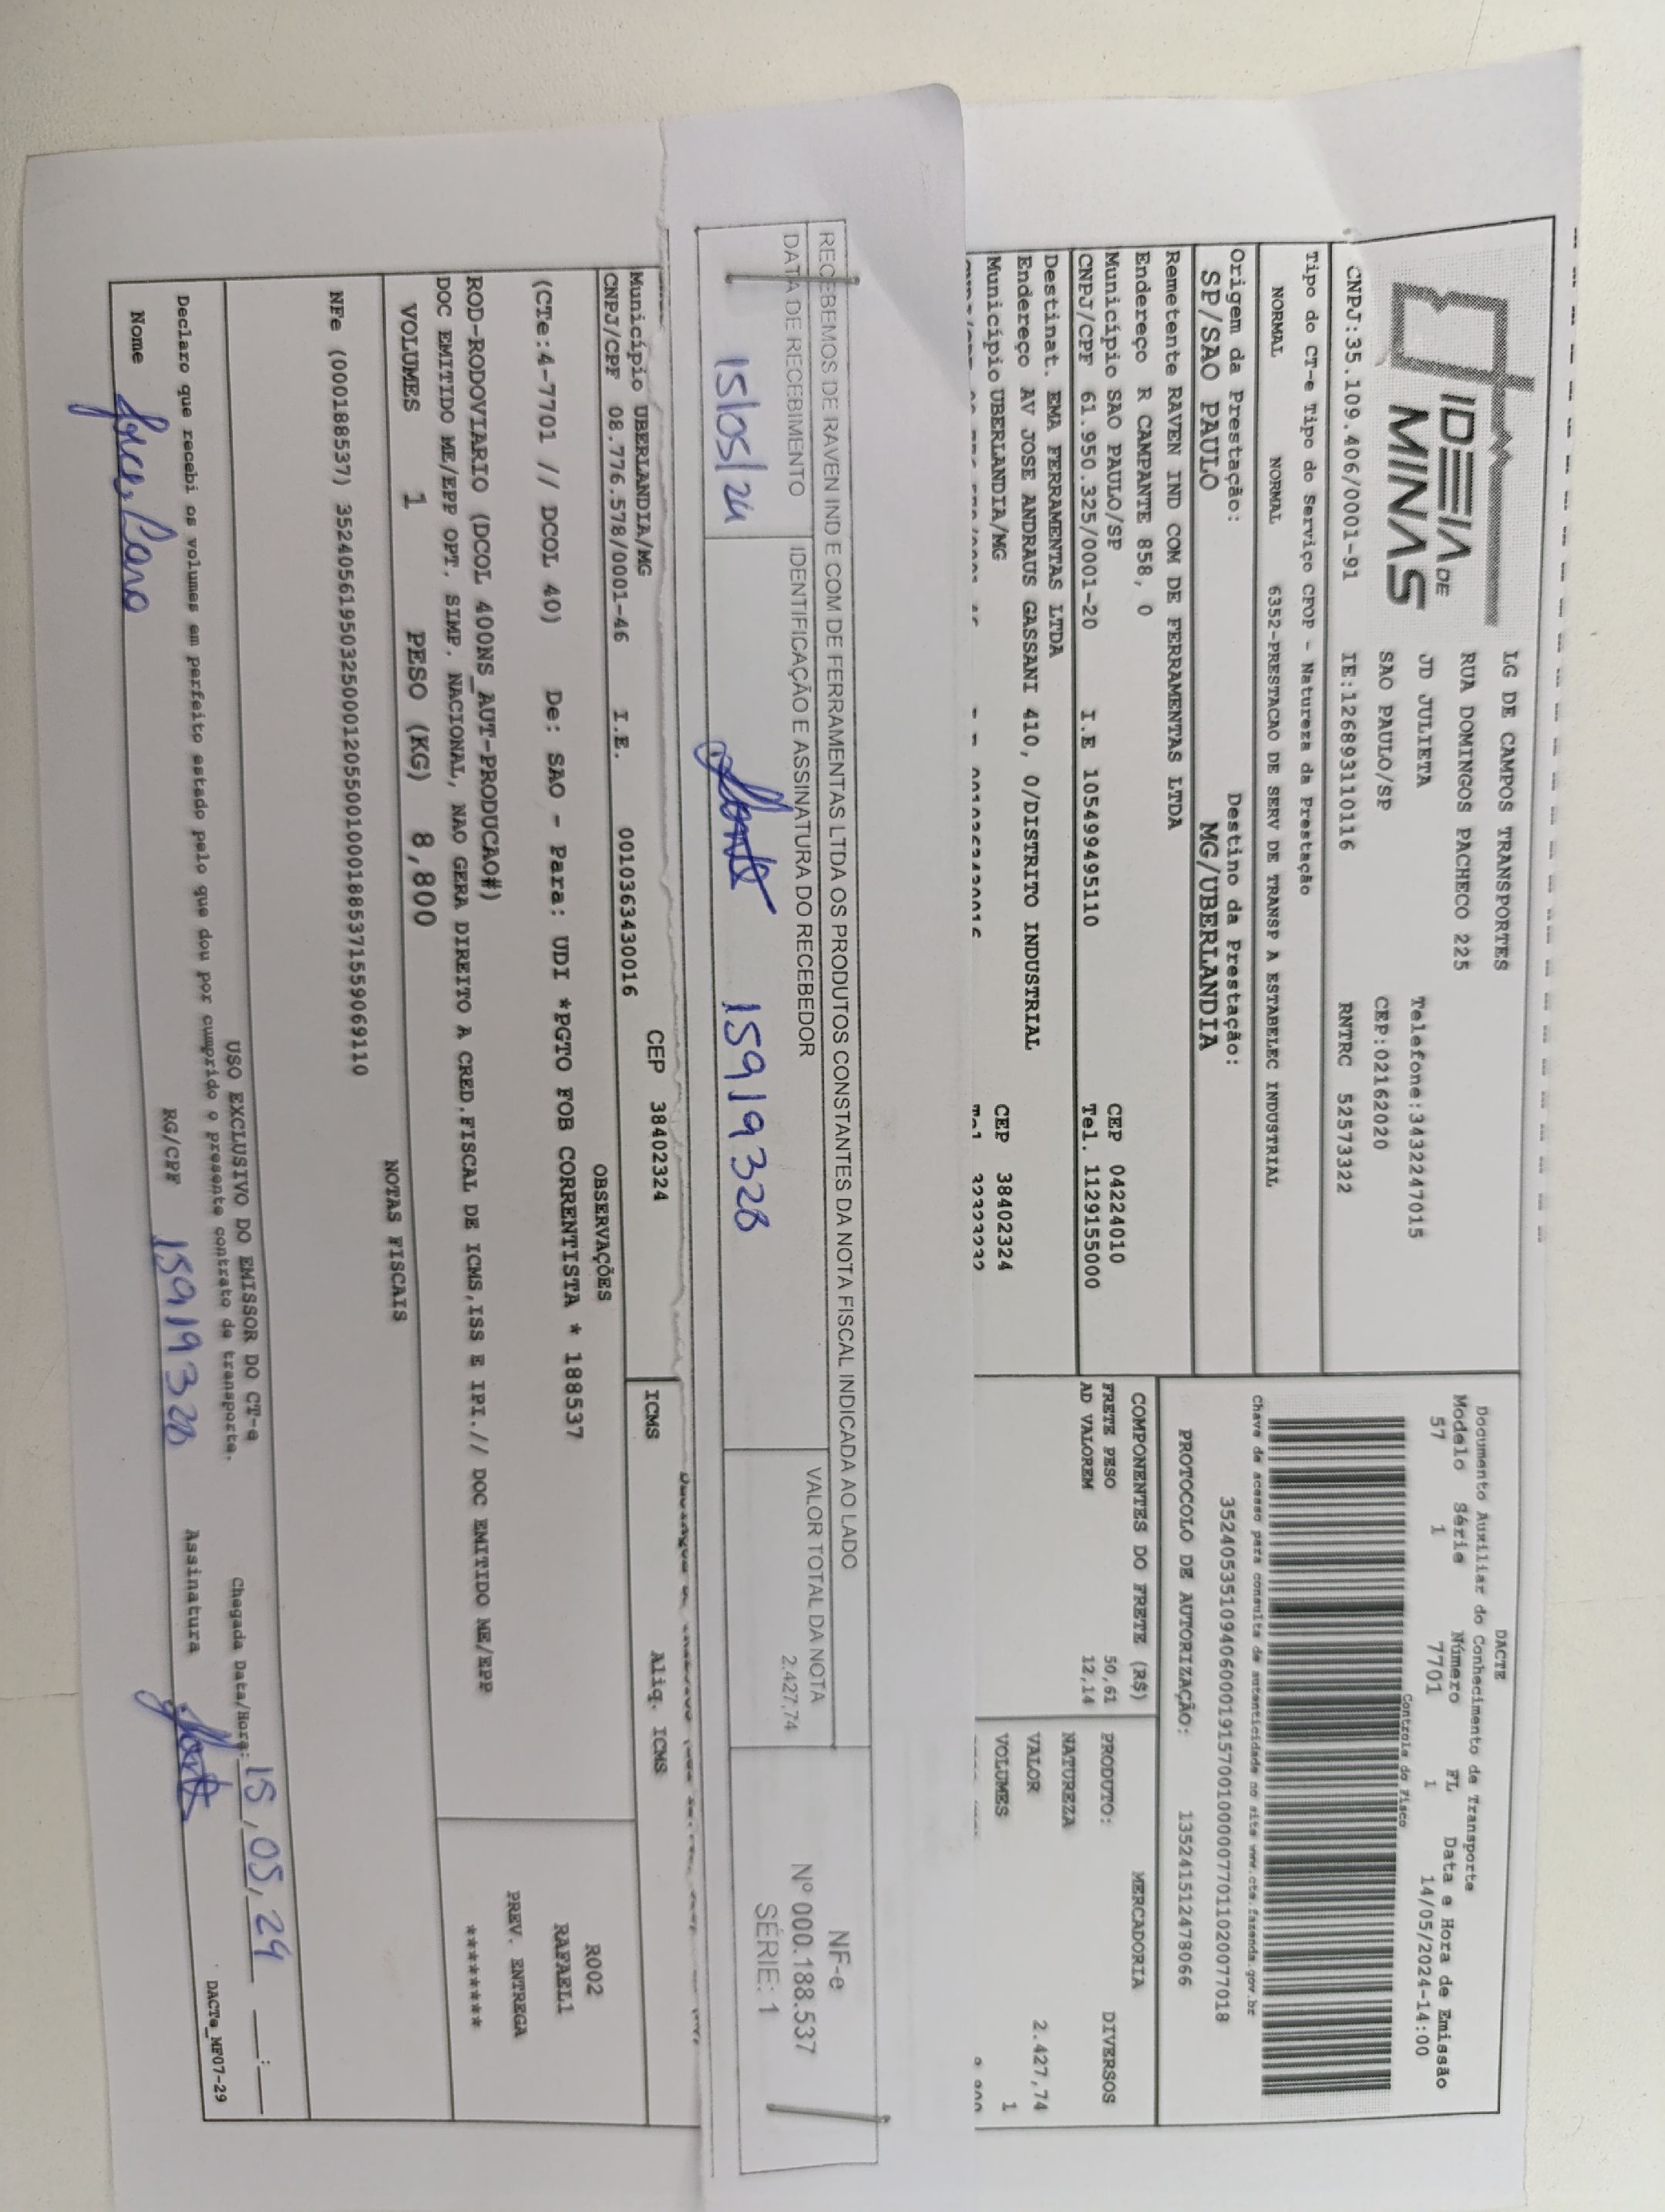 IDEIA DE
MINAS
LG DE CAMPOS TRANSPORTES
RUA DOMINGOS PACHECO 225
JD JULIETA
SAO PAULO/SP
Telefone:3432247015
CEP:02162020
CNPJ:35.109.406/0001-91 IE:126893110116 RNTRC 52573322
DACTE
Documento Auxiliar do Conhecimento de Transporte
Modelo Série Número FL Data e Hora de Emissão
57 1 7701 1 14/05/2024-14:00
Controle do Fisco
Tipo do CT-e Tipo do Serviço CFOP - Natureza da Prestação
NORMAL NORMAL 6352-PRESTACAO DE SERV DE TRANSP A ESTABELEC INDUSTRIAL
Chave de acesso para consulta de autenticidade no site www.cte.fazenda.gov.br
35240535109406000191570010000077011020077018
Origem da Prestação: Destino da Prestação:
SP/SAO PAULO MG/UBERLANDIA
PROTOCOLO DE AUTORIZAÇÃO: 135241512478066
Remetente RAVEN IND COM DE FERRAMENTAS LTDA
Endereço R CAMPANTE 858, 0
Município SAO PAULO/SP CEP 04224010
CNPJ/CPF 61.950.325/0001-20 I.E 105499495110 Tel. 1129155000
Destinat. EMA FERRAMENTAS LTDA
Endereço AV JOSE ANDRAUS GASSANI 410, 0/DISTRITO INDUSTRIAL
Município UBERLANDIA/MG CEP 38402324
COMPONENTES DO FRETE (R$)
FRETE PESO 50,61
AD VALOREM 12,14
MERCADORIA
PRODUTO: DIVERSOS
NATUREZA
VALOR 2.427,74
VOLUMES 1
RECEBEMOS DE RAVEN IND E COM DE FERRAMENTAS LTDA OS PRODUTOS CONSTANTES DA NOTA FISCAL INDICADA AO LADO
DATA DE RECEBIMENTO IDENTIFICAÇÃO E ASSINATURA DO RECEBEDOR VALOR TOTAL DA NOTA
2.427,74
15/05/24 15919328
NF-e
Nº 000.188.537
SÉRIE: 1
Município UBERLANDIA/MG CEP 38402324
CNPJ/CPF 08.776.578/0001-46 I.E. 0010363430016
ICMS Aliq. ICMS
OBSERVAÇÕES
(CTe:4-7701 // DCOL 40) De: SAO - Para: UDI *PGTO FOB CORRENTISTA * 188537
ROD-RODOVIARIO (DCOL 400NS_AUT-PRODUCAO#)
DOC EMITIDO ME/EPP OPT. SIMP. NACIONAL, NAO GERA DIREITO A CRED.FISCAL DE ICMS,ISS E IPI.// DOC EMITIDO ME/EPP
R002
RAFAEL1
PREV. ENTREGA
*******
VOLUMES 1 PESO (KG) 8,800
NOTAS FISCAIS
NFe (000188537) 35240561950325000120550010001885371559069110
USO EXCLUSIVO DO EMISSOR DO CT-e
Declaro que recebi os volumes em perfeito estado pelo que dou por cumprido o presente contrato de transporte.
Chegada Data/Hora: 15,05,24 __:__
Nome RG/CPF 15919328 Assinatura
DACTe_MF07-29